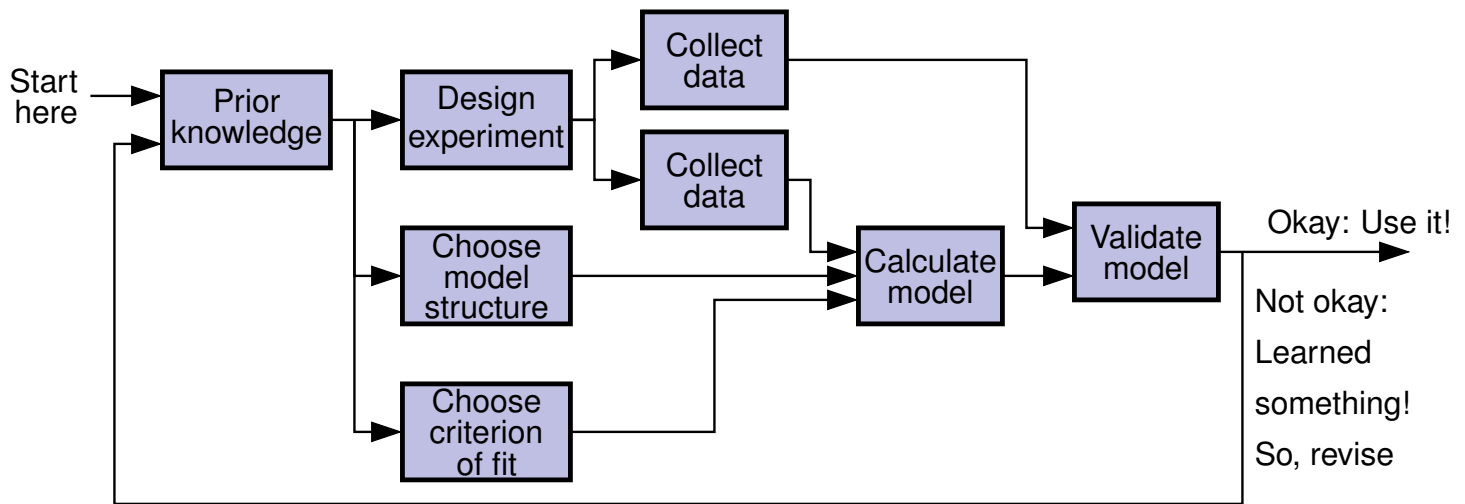 Start
here
Prior
knowledge
Design
experiment
Collect
data
Collect
data
Choose
model
structure
Choose
criterion
of fit
Calculate
model
Validate
model
Okay: Use it!
Not okay:
Learned
something!
So, revise